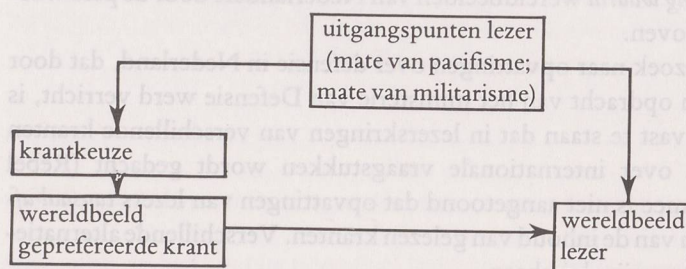 uitgangspunten lezer
(mate van pacifisme;
mate van militarisme)
krantkeuze
wereldbeeld
geprefereerde krant
wereldbeeld
lezer